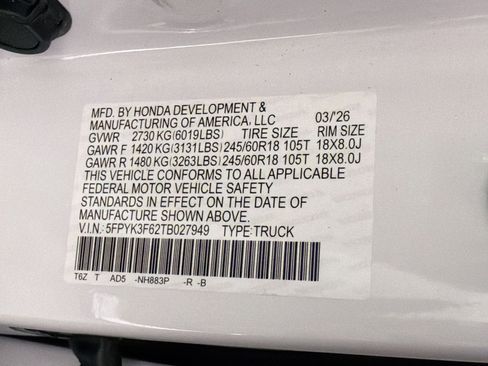 MFD. BY HONDA DEVELOPMENT &
MANUFACTURING OF AMERICA, LLC 03/'26
GVWR 2730 KG(6019LBS) TIRE SIZE RIM SIZE
GAWR F 1420 KG(3131LBS) 245/60R18 105T 18X8.0J
GAWR R 1480 KG(3263LBS) 245/60R18 105T 18X8.0J
THIS VEHICLE CONFORMS TO ALL APPLICABLE
FEDERAL MOTOR VEHICLE SAFETY
STANDARDS IN EFFECT ON THE DATE OF
MANUFACTURE SHOWN ABOVE.
V.I.N.: 5FPYK3F62TB027949 TYPE: TRUCK
T6Z T AD5 -NH883P -R -B